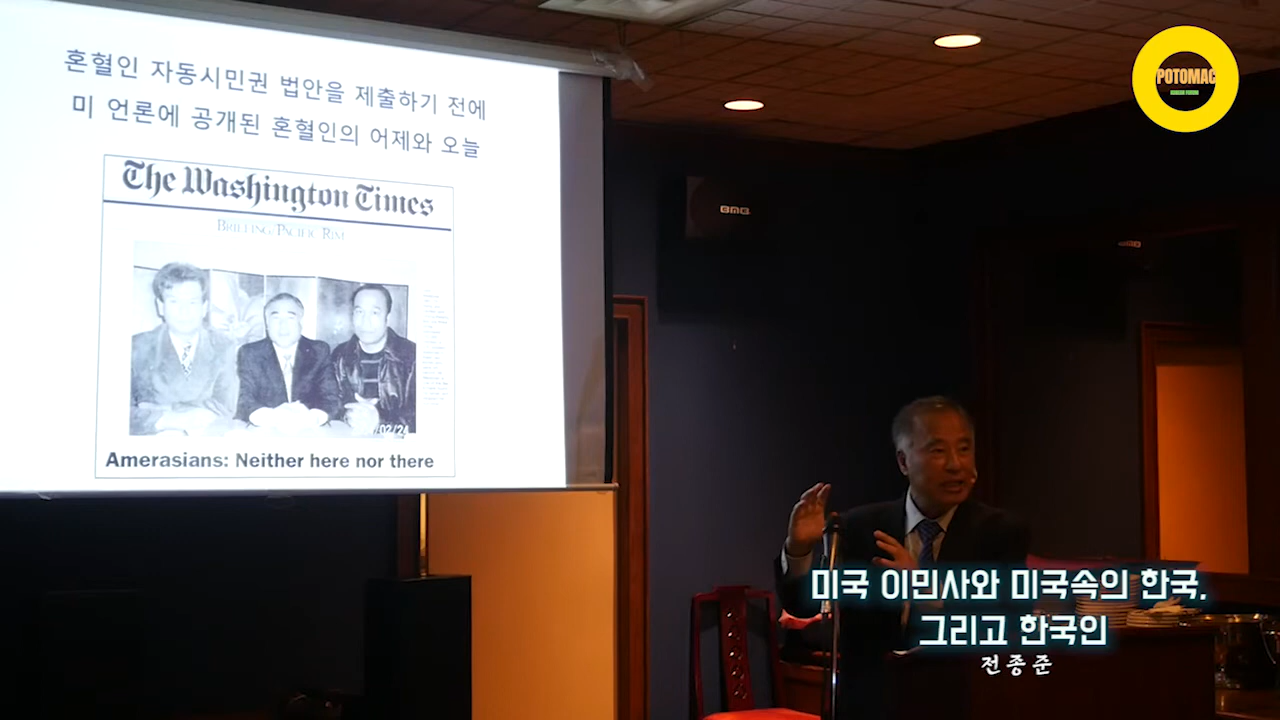 혼혈인 자동시민권 법안을 제출하기 전에
미 언론에 공개된 혼혈인의 어제와 오늘
The Washington Times
BRIEFING/PACIFIC RIM
/02/24
Amerasians: Neither here nor there
POTOMAC
미국 이민사와 미국속의 한국,
그리고 한국인
전종준